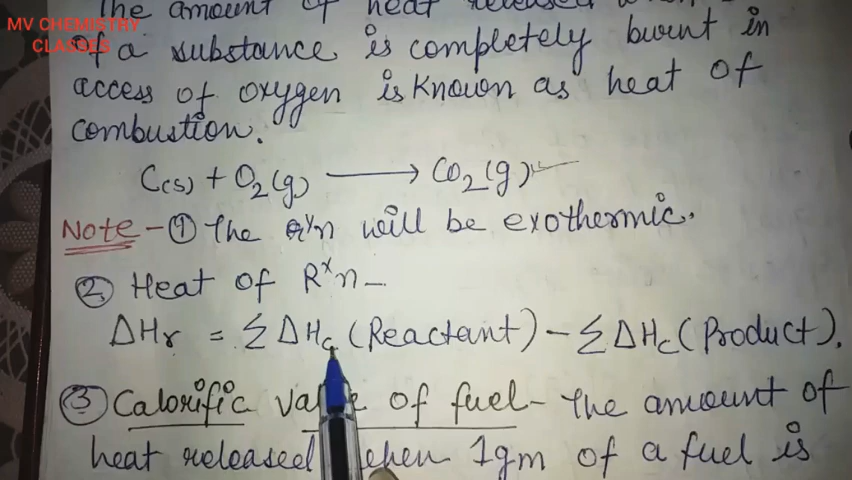 MV CHEMISTRY
CLASSES
The amount of heat released when
of a substance is completely burnt in
access of oxygen is known as heat of
combustion.
C(s) + O₂(g) ⟶ CO₂(g)
Note - ① The rˣn will be exothermic.
② Heat of Rˣn -
ΔHr = ΣΔHc (Reactant) - ΣΔHc (Product).
③ Calorific of fuel - The amount of
heat released when 1gm of a fuel is